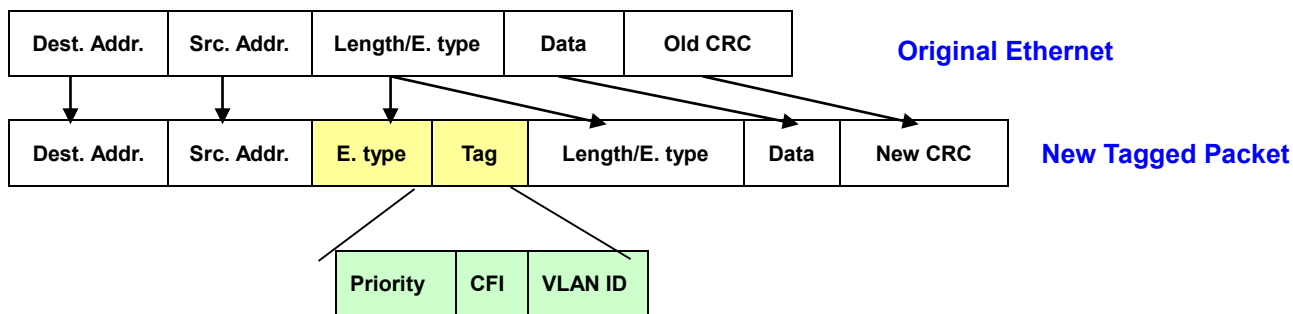 Dest. Addr. Src. Addr. Length/E. type Data Old CRC
Original Ethernet
Dest. Addr. Src. Addr. E. type Tag Length/E. type Data New CRC
New Tagged Packet
Priority CFI VLAN ID